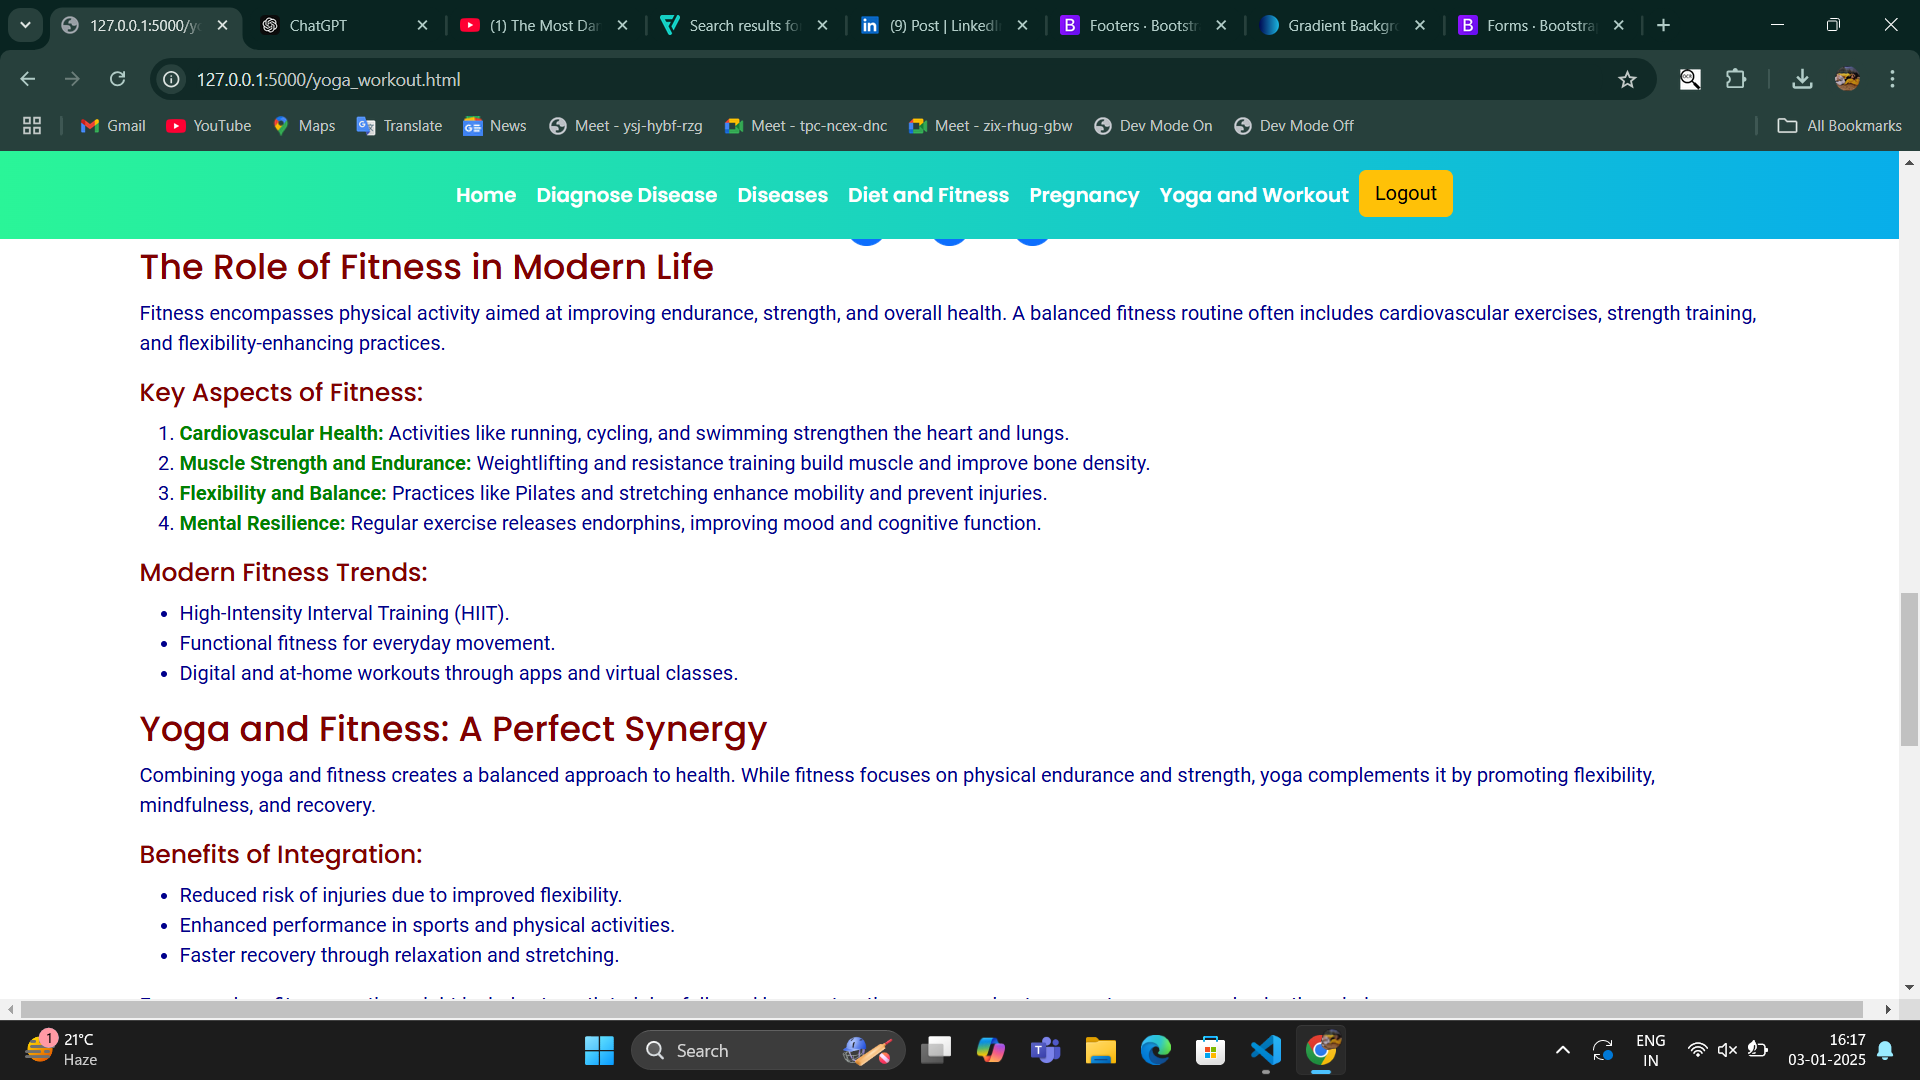 127.0.0.1:5000/yo
ChatGPT
(1) The Most Dar
Search results fo
(9) Post | LinkedI
Footers · Bootstr
Gradient Backgr
Forms · Bootstra
127.0.0.1:5000/yoga_workout.html
Gmail
YouTube
Maps
Translate
News
Meet - ysj-hybf-rzg
Meet - tpc-ncex-dnc
Meet - zix-rhug-gbw
Dev Mode On
Dev Mode Off
All Bookmarks
Home Diagnose Disease Diseases Diet and Fitness Pregnancy Yoga and Workout Logout
The Role of Fitness in Modern Life
Fitness encompasses physical activity aimed at improving endurance, strength, and overall health. A balanced fitness routine often includes cardiovascular exercises, strength training,
and flexibility-enhancing practices.
Key Aspects of Fitness:
1. Cardiovascular Health: Activities like running, cycling, and swimming strengthen the heart and lungs.
2. Muscle Strength and Endurance: Weightlifting and resistance training build muscle and improve bone density.
3. Flexibility and Balance: Practices like Pilates and stretching enhance mobility and prevent injuries.
4. Mental Resilience: Regular exercise releases endorphins, improving mood and cognitive function.
Modern Fitness Trends:
• High-Intensity Interval Training (HIIT).
• Functional fitness for everyday movement.
• Digital and at-home workouts through apps and virtual classes.
Yoga and Fitness: A Perfect Synergy
Combining yoga and fitness creates a balanced approach to health. While fitness focuses on physical endurance and strength, yoga complements it by promoting flexibility,
mindfulness, and recovery.
Benefits of Integration:
• Reduced risk of injuries due to improved flexibility.
• Enhanced performance in sports and physical activities.
• Faster recovery through relaxation and stretching.
1
21°C
Haze
Search
ENG
IN
16:17
03-01-2025